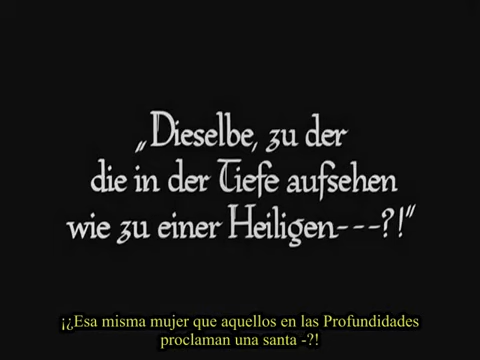 „Dieselbe, zu der
die in der Tiefe aufsehen
wie zu einer Heiligen---?!"
¡¿Esa misma mujer que aquellos en las Profundidades
proclaman una santa -?!